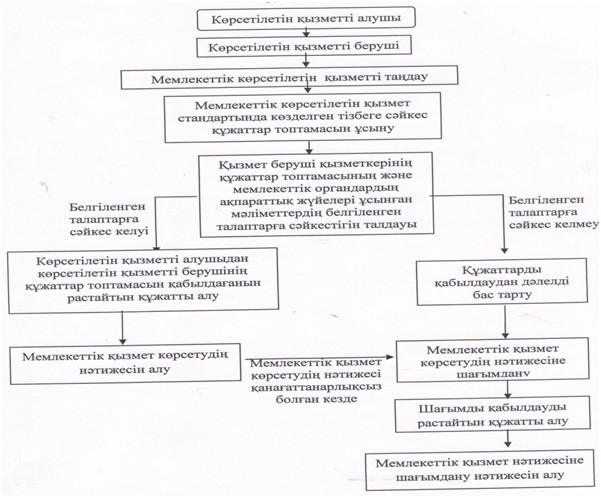 Көрсетілетін қызметті алушы
Көрсетілетін қызметті беруші
Мемлекеттік көрсетілетін қызметті таңдау
Мемлекеттік көрсетілетін қызмет
стандартында көзделген тізбеге сәйкес
құжаттар топтамасын ұсыну
Қызмет беруші қызметкерінің
құжаттар топтамасының және
мемлекеттік органдардың
ақпараттық жүйелері ұсынған
мәліметтердің белгіленген
талаптарға сәйкестігін талдауы
Белгіленген
талаптарға
сәйкес келуі
Белгіленген
талаптарға
сәйкес келмеу
Көрсетілетін қызметті алушыдан
көрсетілетін қызметті берушінің
құжаттар топтамасын қабылдағанын
растайтын құжатты алу
Құжаттарды
қабылдаудан дәлелді
бас тарту
Мемлекеттік қызмет көрсетудің
нәтижесін алу
Мемлекеттік қызмет
көрсетудің нәтижесі
қанағаттанарлықсыз
болған кезде
Мемлекеттік қызмет
көрсетудің нәтижесіне
шағымдану
Шағымды қабылдауды
растайтын құжатты алу
Мемлекеттік қызмет нәтижесіне
шағымдану нәтижесін алу